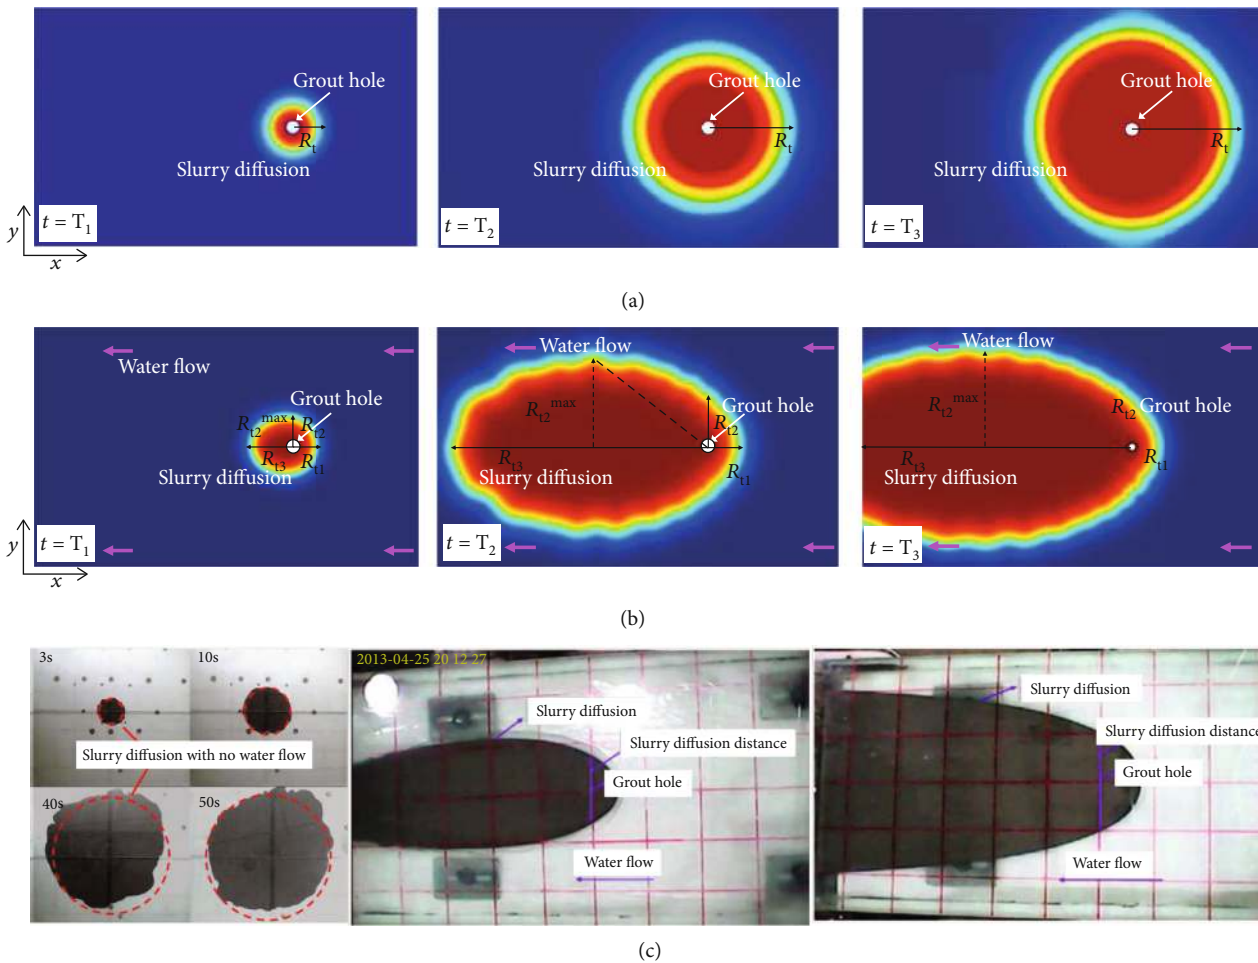 Grout hole
Rt
Slurry diffusion
t = T1
y
x
Grout hole
Rt
Slurry diffusion
t = T2
Grout hole
Rt
Slurry diffusion
t = T3
(a)
Water flow
Grout hole
Rt2max
Rt2
Rt3
Rt1
Slurry diffusion
t = T1
y
x
Water flow
Rt2max
Rt2
Grout hole
Rt3
Rt1
Slurry diffusion
t = T2
Water flow
Rt2max
Rt2
Grout hole
Rt3
Rt1
Slurry diffusion
t = T3
(b)
3s
10s
Slurry diffusion with no water flow
40s
50s
2013-04-25 20 12 27
Slurry diffusion
Slurry diffusion distance
Grout hole
Water flow
Slurry diffusion
Slurry diffusion distance
Grout hole
Water flow
(c)